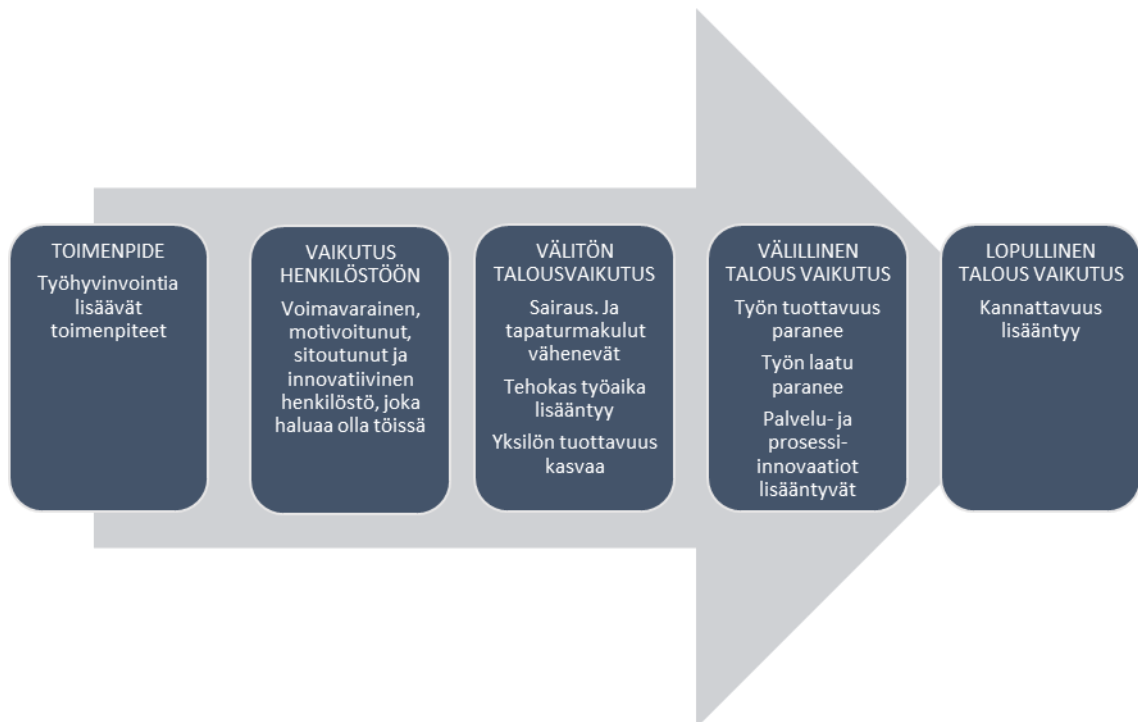 TOIMENPIDE
Työhyvinvointia
lisäävät
toimenpiteet
VAIKUTUS
HENKILÖSTÖÖN
Voimavarainen,
motivoitunut,
sitoutunut ja
innovatiivinen
henkilöstö, joka
haluaa olla töissä
VÄLITÖN
TALOUSVAIKUTUS
Sairaus. Ja
tapaturmakulut
vähenevät
Tehokas työaika
lisääntyy
Yksilön tuottavuus
kasvaa
VÄLILLINEN
TALOUS VAIKUTUS
Työn tuottavuus
paranee
Työn laatu
paranee
Palvelu- ja
prosessi-
innovaatiot
lisääntyvät
LOPULLINEN
TALOUS VAIKUTUS
Kannattavuus
lisääntyy